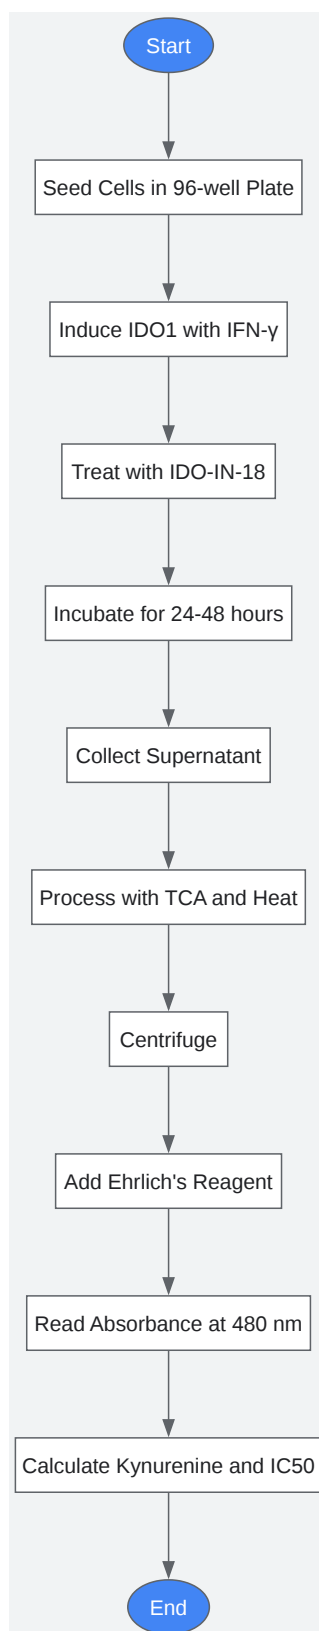 Start
Seed Cells in 96-well Plate
Induce IDO1 with IFN-γ
Treat with IDO-IN-18
Incubate for 24-48 hours
Collect Supernatant
Process with TCA and Heat
Centrifuge
Add Ehrlich's Reagent
Read Absorbance at 480 nm
Calculate Kynurenine and IC50
End